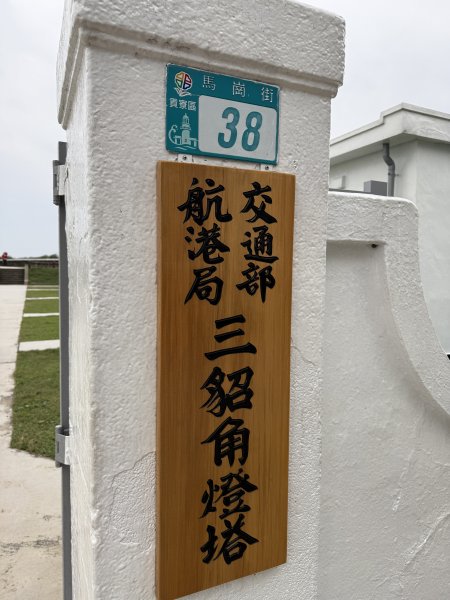 馬崗街
貢寮區
38
交通部
航港局
三貂角燈塔